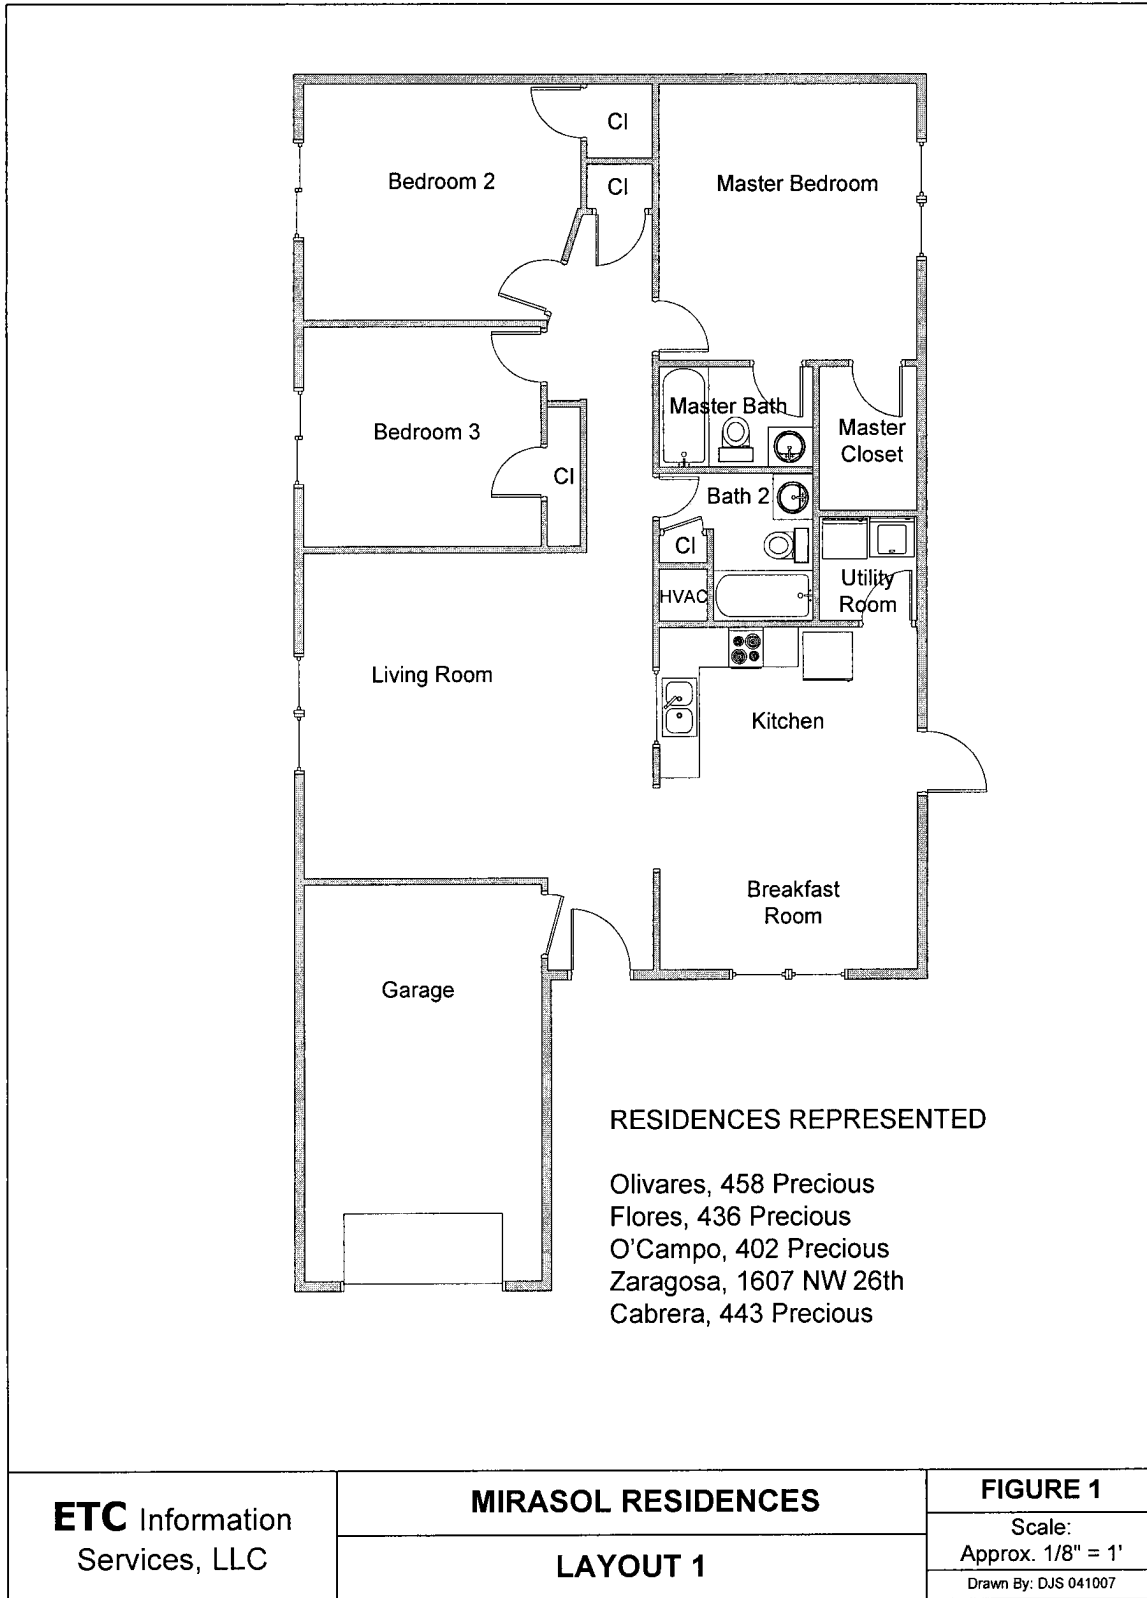 Cl
Bedroom 2
Cl
Master Bedroom
Master Bath
Bedroom 3
Master
Closet
Cl
Bath 2
Cl
Utility
Room
HVAC
Living Room
Kitchen
Breakfast
Room
Garage
RESIDENCES REPRESENTED
Olivares, 458 Precious
Flores, 436 Precious
O'Campo, 402 Precious
Zaragosa, 1607 NW 26th
Cabrera, 443 Precious
ETC Information
Services, LLC
MIRASOL RESIDENCES
LAYOUT 1
FIGURE 1
Scale:
Approx. 1/8" = 1'
Drawn By: DJS 041007